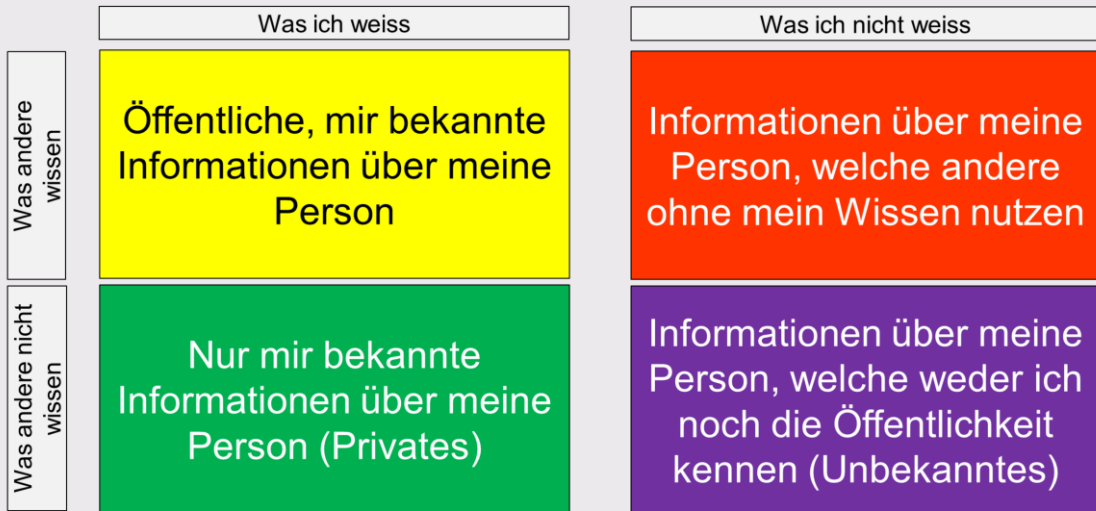 Was ich weiss
Was ich nicht weiss
Was andere
wissen
Öffentliche, mir bekannte
Informationen über meine
Person
Informationen über meine
Person, welche andere
ohne mein Wissen nutzen
Was andere nicht
wissen
Nur mir bekannte
Informationen über meine
Person (Privates)
Informationen über meine
Person, welche weder ich
noch die Öffentlichkeit
kennen (Unbekanntes)